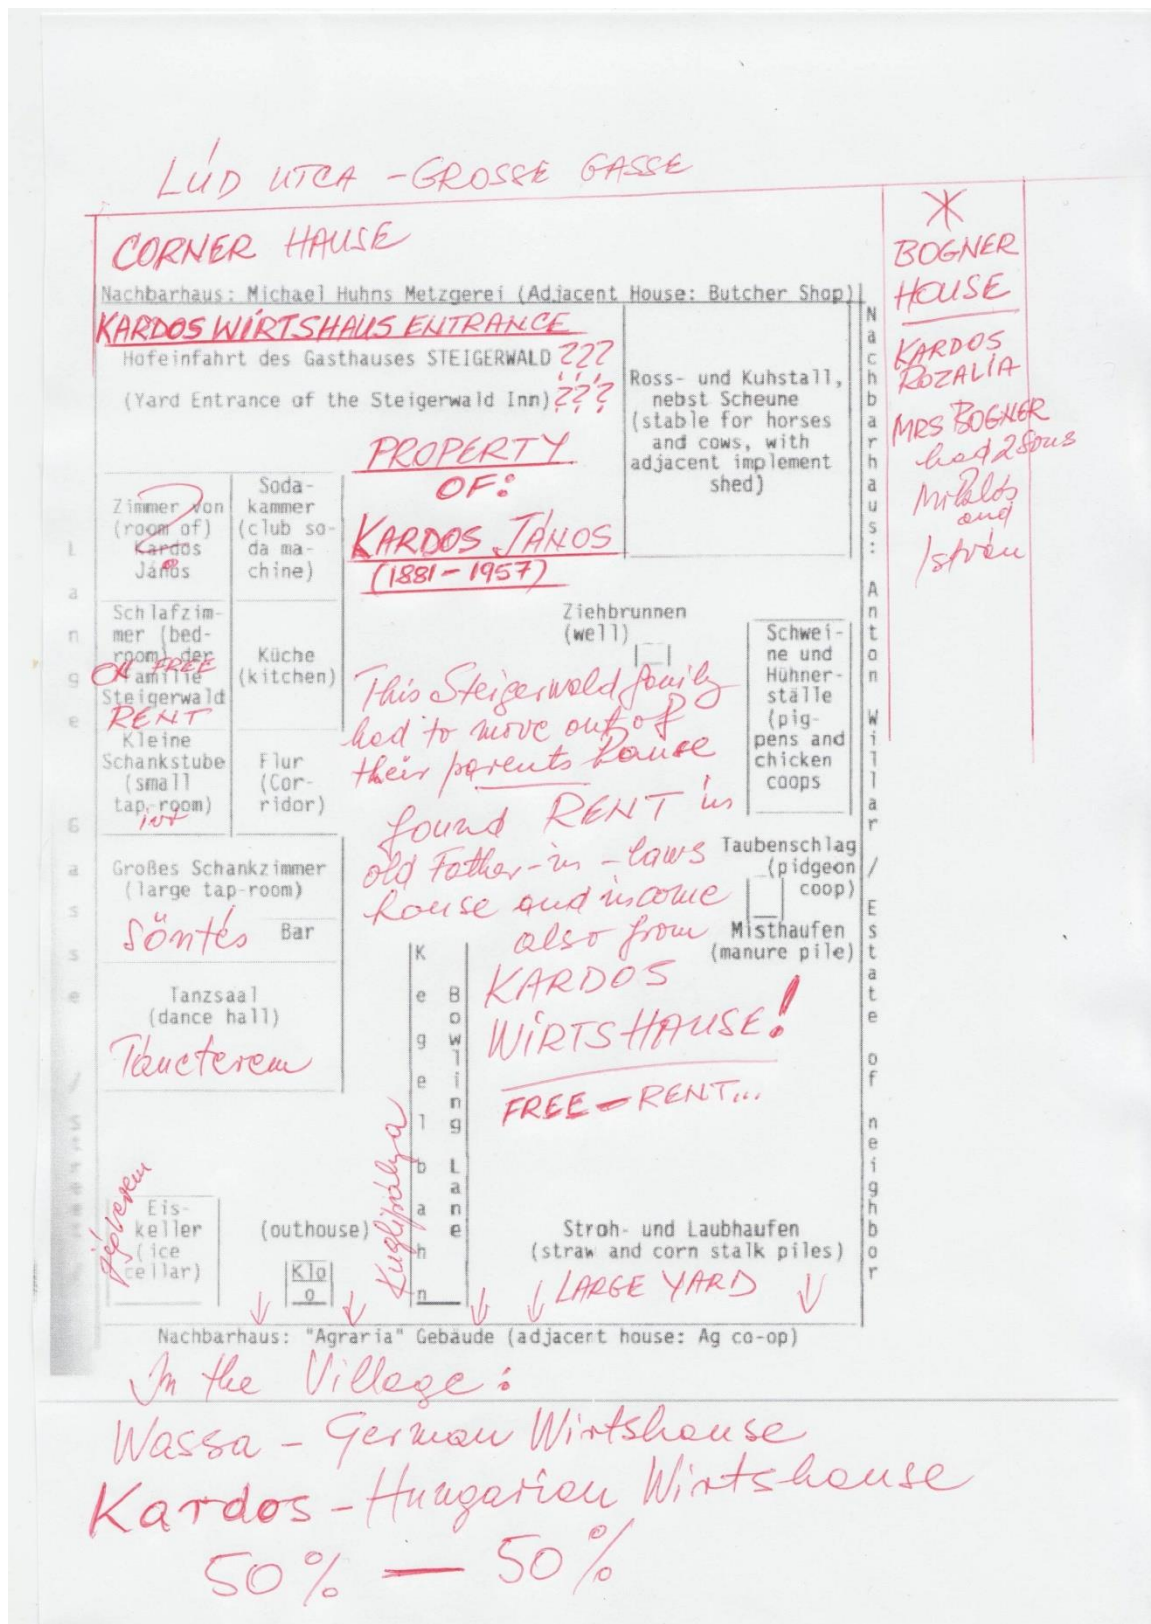 LÚD UTCA - GROSSE GASSE
CORNER HAUSE
Nachbarhaus: Michael Huhns Metzgerei (Adjacent House: Butcher Shop)
KARDOS WIRTSHAUS ENTRANCE
Hofeinfahrt des Gasthauses STEIGERWALD ???
(Yard Entrance of the Steigerwald Inn) ???
Ross- und Kuhstall,
nebst Scheune
(stable for horses
and cows, with
adjacent implement
shed)
PROPERTY
OF:
KARDOS JÁNOS
(1881-1957)
Zimmer von
(room of)
Kardos
János
?
Soda-
kammer
(club so-
da ma-
chine)
Schlafzim-
mer (bed-
room) der
Familie
Steigerwald
ON FREE
RENT
Küche
(kitchen)
Kleine
Schankstube
(small
tap-room)
Flur
(Cor-
ridor)
Großes Schankzimmer
(large tap-room)
Söntés
Bar
Tanzsaal
(dance hall)
Táncterem
Ziehbrunnen
(well)
Schwei-
ne und
Hühner-
ställe
(pig-
pens and
chicken
coops
This Steigerwald family
had to move out of
their parents hause
found RENT in
old Father-in-laws
house and income
also from
KARDOS
WIRTSHAUSE!
FREE - RENT...
Taubenschlag
(pidgeon
coop)
Misthaufen
(manure pile)
Kegelbahn
Bowling Lane
Kuglipálya
Eis-
keller
(ice
cellar)
Jégverem
(outhouse)
Klo
o
Stroh- und Laubhaufen
(straw and corn stalk piles)
LARGE YARD
Nachbarhaus: "Agraria" Gebäude (adjacent house: Ag co-op)
Lange Gasse
Nachbarhaus: Anton Willar / Estate of neighbor
BOGNER
HOUSE
KARDOS
ROZALIA
MRS BOGNER
had 2 Sons
Miklós
and
István
In the Village:
Wassa - German Wirtshouse
Kardos - Hungarian Wirtshouse
50% — 50%